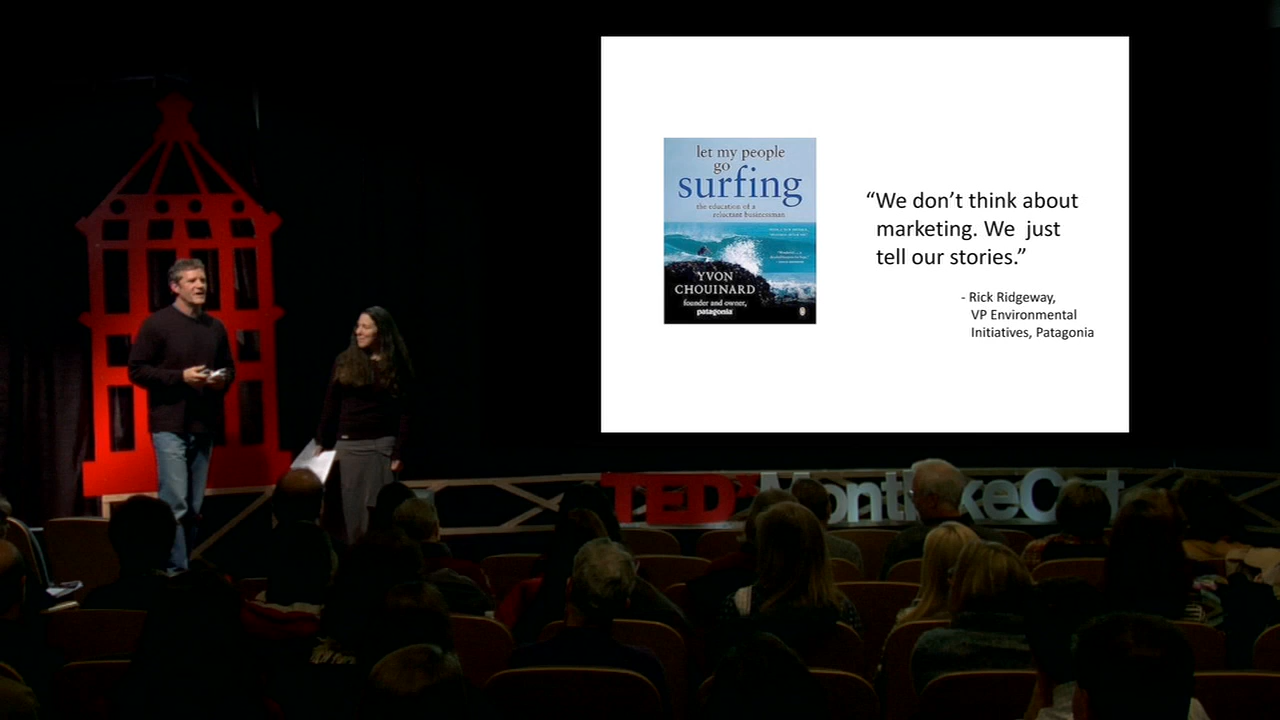 let my people
go
surfing
the education of a
reluctant businessman
YVON
CHOUINARD
founder and owner,
patagonia
“We don’t think about
marketing. We  just
tell our stories.”
- Rick Ridgeway,
VP Environmental
Initiatives, Patagonia
TEDx